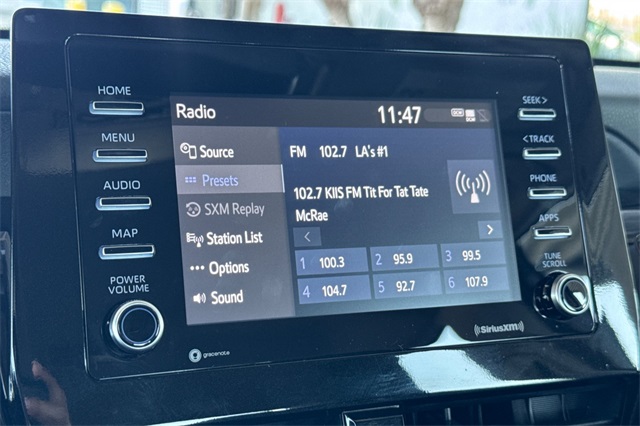 HOME
MENU
AUDIO
MAP
POWER
VOLUME
Radio
11:47
DCM
Source
Presets
SXM Replay
Station List
Options
Sound
FM 102.7 LA's #1
102.7 KIIS FM Tit For Tat Tate
McRae
1 100.3
2 95.9
3 99.5
4 104.7
5 92.7
6 107.9
SEEK >
< TRACK
PHONE
APPS
TUNE
SCROLL
gracenote
SiriusXM